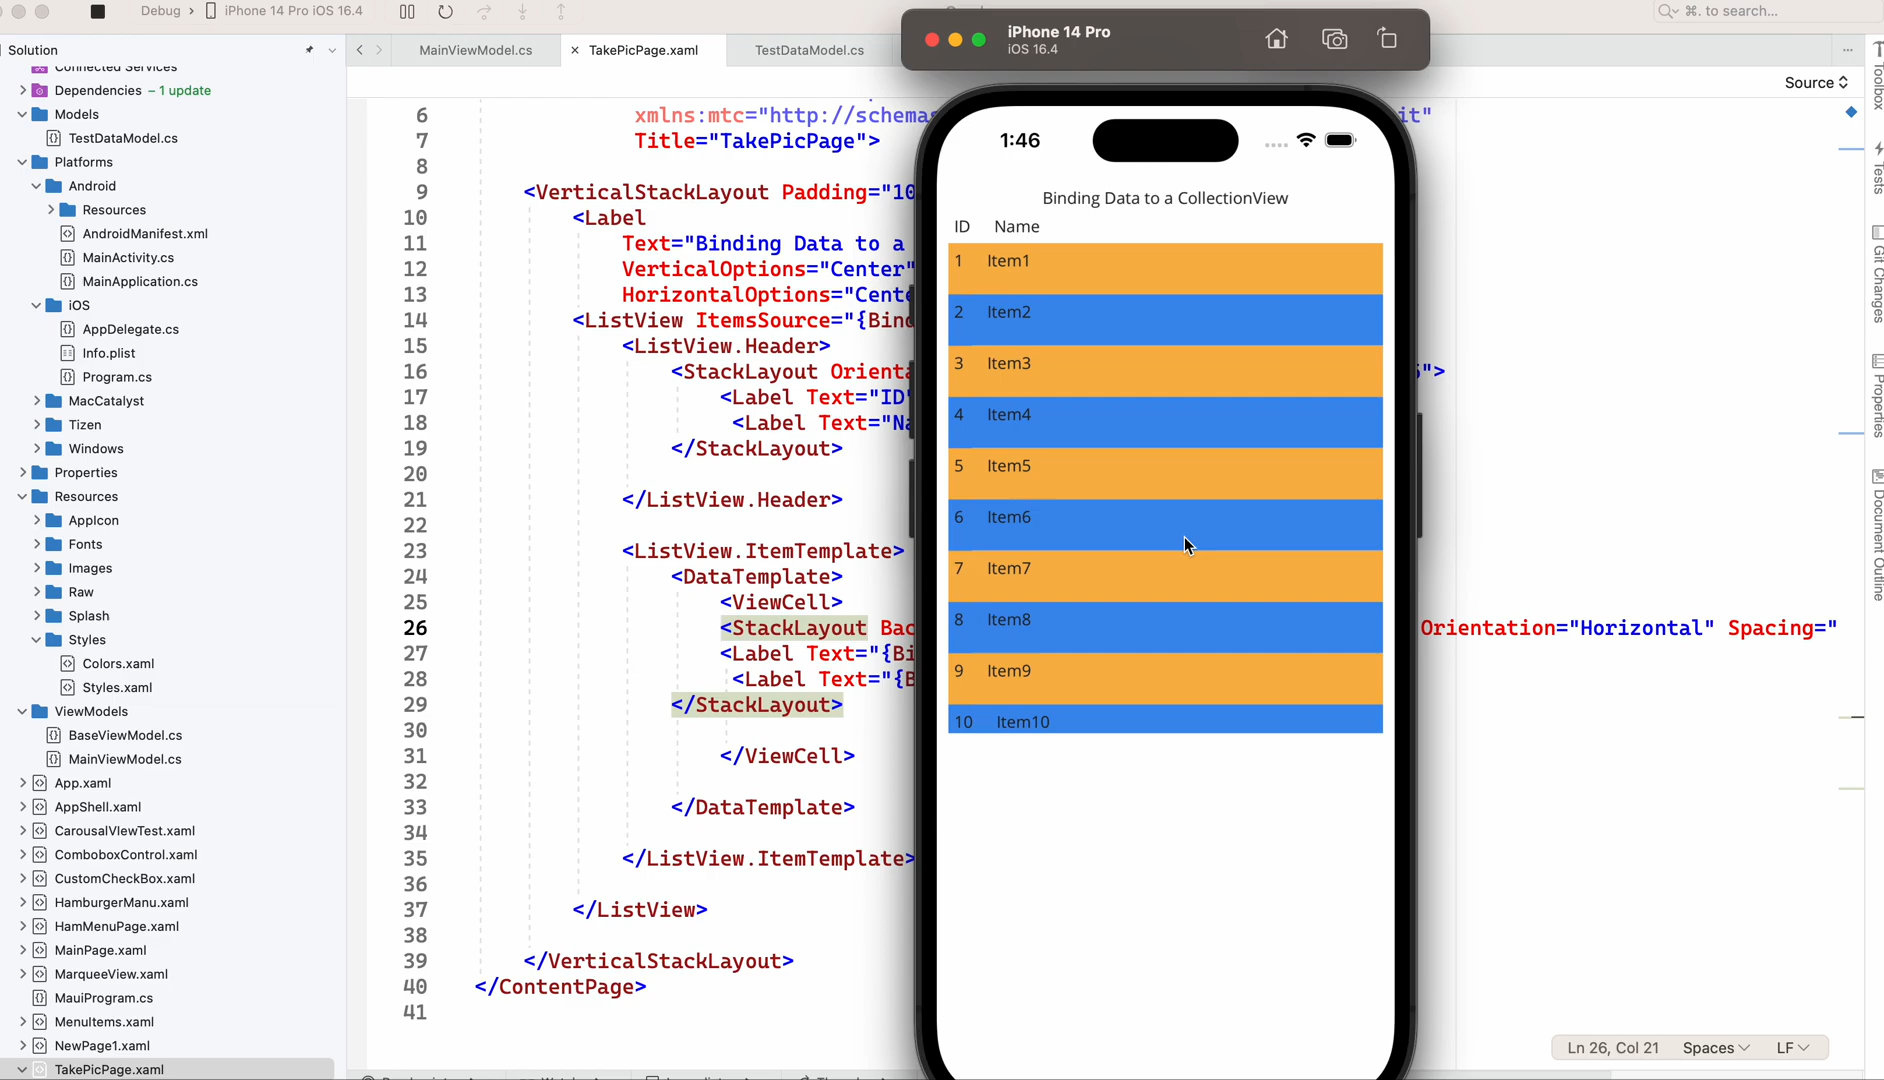 Debug › iPhone 14 Pro iOS 16.4
⌘. to search...
iPhone 14 Pro
iOS 16.4
Solution
MainViewModel.cs
TakePicPage.xaml
TestDataModel.cs
Source
Connected Services
Dependencies – 1 update
Models
TestDataModel.cs
Platforms
Android
Resources
AndroidManifest.xml
MainActivity.cs
MainApplication.cs
iOS
AppDelegate.cs
Info.plist
Program.cs
MacCatalyst
Tizen
Windows
Properties
Resources
AppIcon
Fonts
Images
Raw
Splash
Styles
Colors.xaml
Styles.xaml
ViewModels
BaseViewModel.cs
MainViewModel.cs
App.xaml
AppShell.xaml
CarousalVIewTest.xaml
ComboboxControl.xaml
CustomCheckBox.xaml
HamburgerManu.xaml
HamMenuPage.xaml
MainPage.xaml
MarqueeView.xaml
MauiProgram.cs
MenuItems.xaml
NewPage1.xaml
TakePicPage.xaml
6 xmlns:mtc="http://schemas it"
7 Title="TakePicPage">
8
9 <VerticalStackLayout Padding="10
10 <Label
11 Text="Binding Data to a
12 VerticalOptions="Center"
13 HorizontalOptions="Cente
14 <ListView ItemsSource="{Bind
15 <ListView.Header>
16 <StackLayout Orienta ">
17 <Label Text="ID"
18 <Label Text="Na
19 </StackLayout>
20
21 </ListView.Header>
22
23 <ListView.ItemTemplate>
24 <DataTemplate>
25 <ViewCell>
26 <StackLayout Bac Orientation="Horizontal" Spacing="
27 <Label Text="{Bi
28 <Label Text="{B
29 </StackLayout>
30
31 </ViewCell>
32
33 </DataTemplate>
34
35 </ListView.ItemTemplate>
36
37 </ListView>
38
39 </VerticalStackLayout>
40 </ContentPage>
41
1:46
Binding Data to a CollectionView
ID Name
1 Item1
2 Item2
3 Item3
4 Item4
5 Item5
6 Item6
7 Item7
8 Item8
9 Item9
10 Item10
Toolbox
Tests
Git Changes
Properties
Document Outline
Ln 26, Col 21 Spaces LF